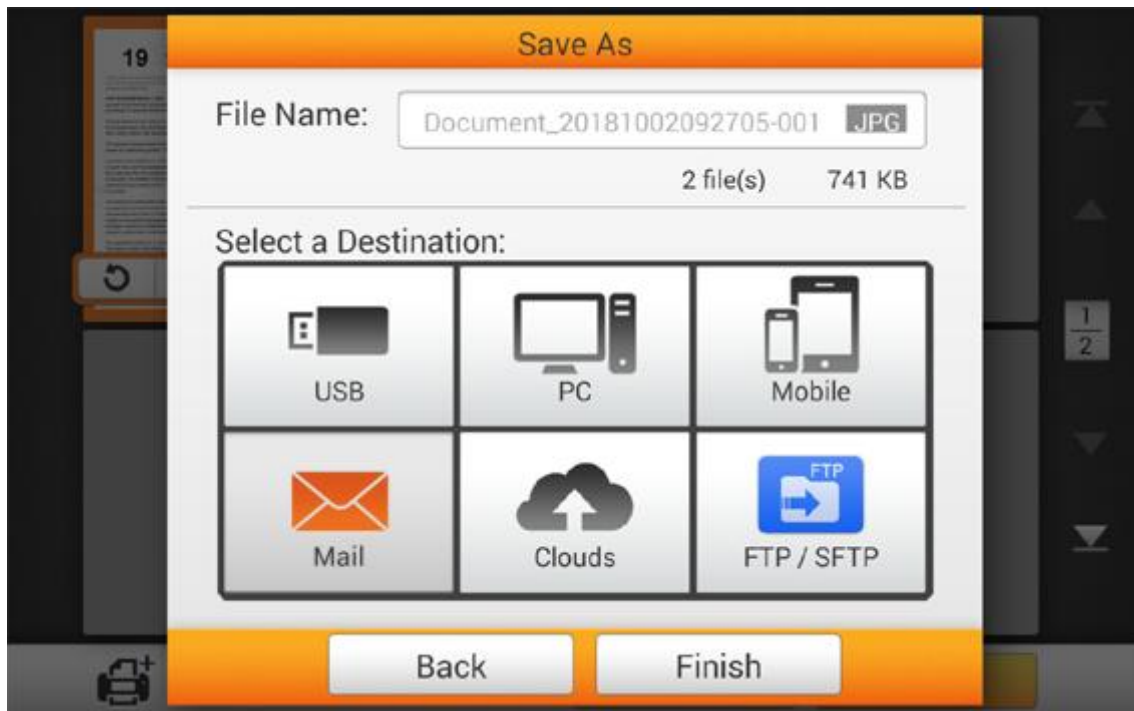 19
Save As
File Name:
Document_20181002092705-001 JPG
2 file(s) 741 KB
Select a Destination:
USB PC Mobile
FTP
Mail Clouds FTP / SFTP
1
2
Back Finish